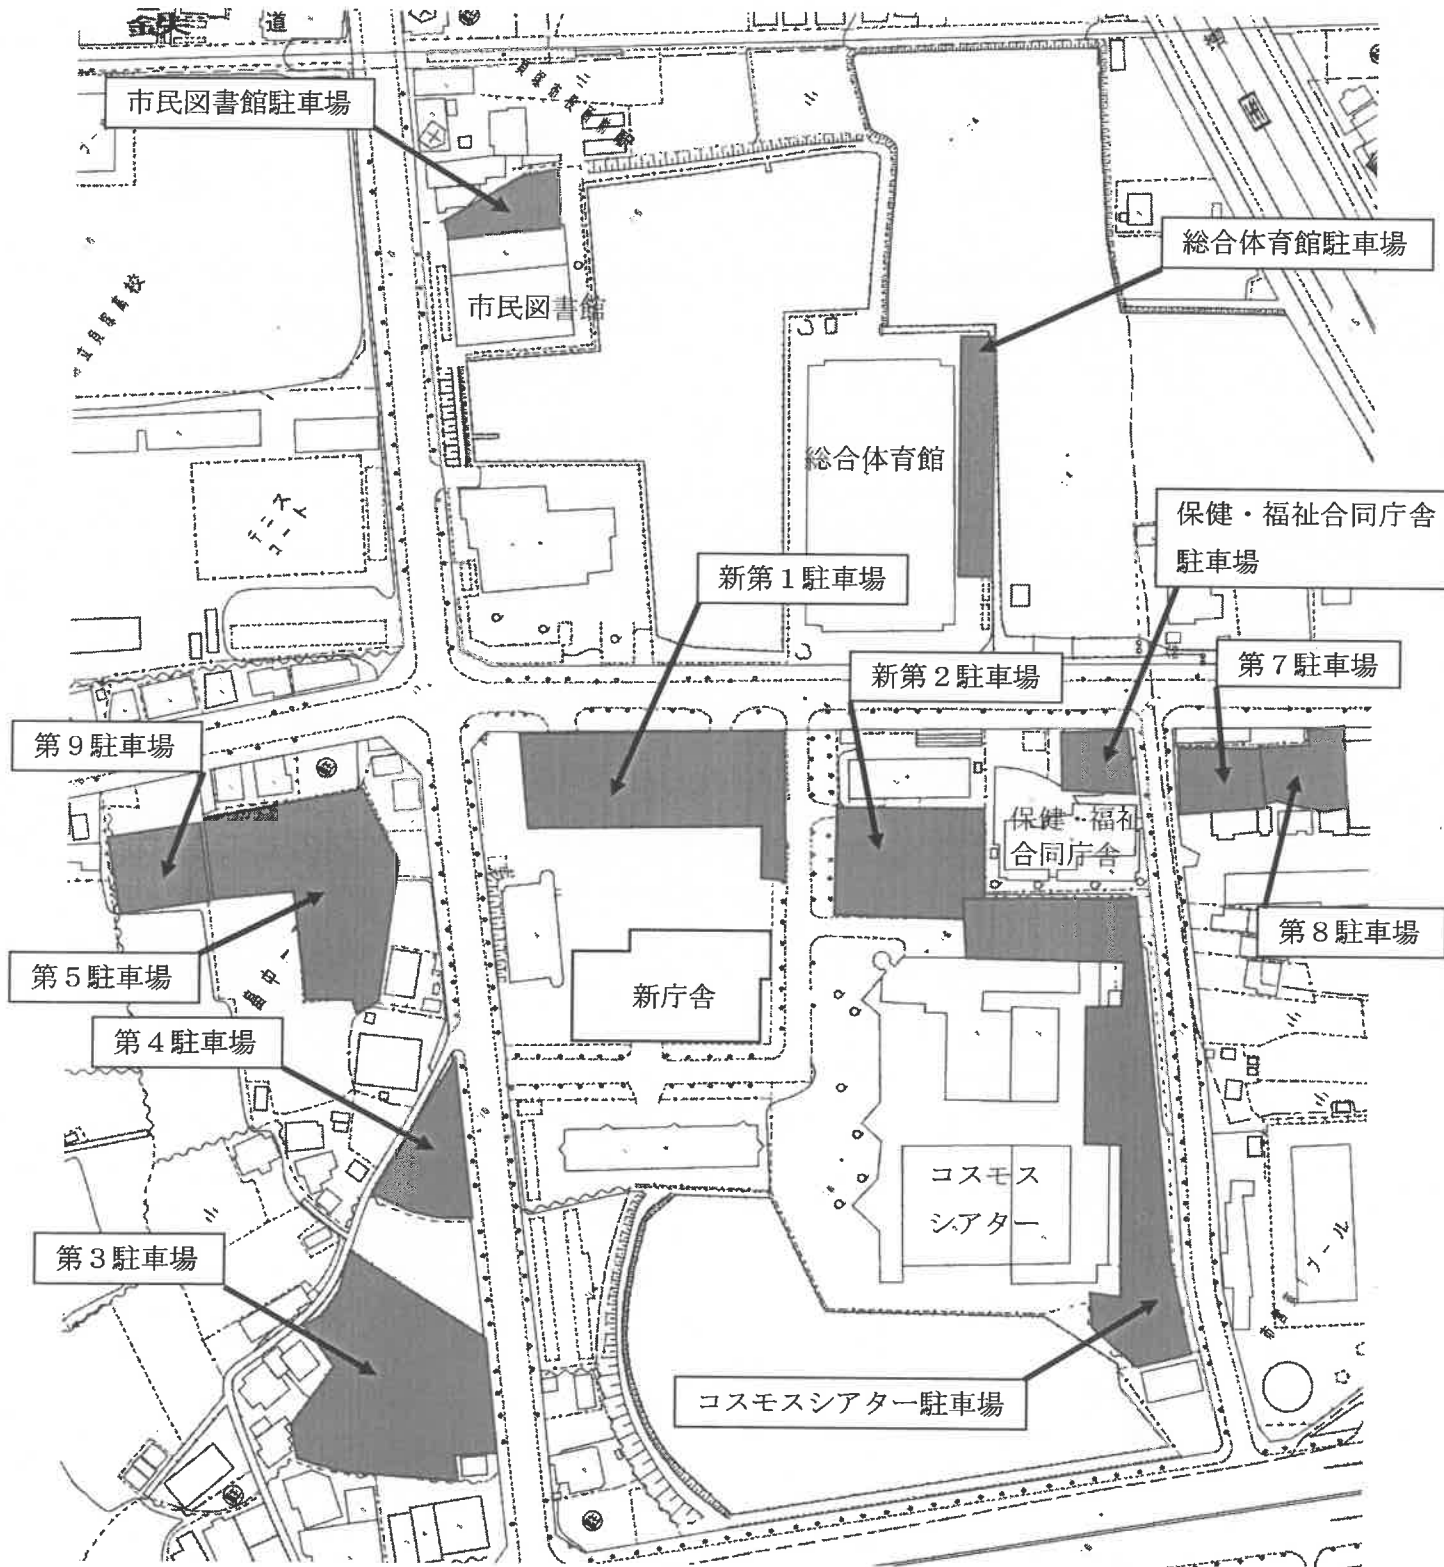 道
市民図書館駐車場
総合体育館駐車場
市民図書館
総合体育館
保健・福祉合同庁舎
駐車場
テニス
コート
新第1駐車場
新第2駐車場
第7駐車場
第9駐車場
保健・福祉
合同庁舎
第8駐車場
第5駐車場
新庁舎
第4駐車場
コスモス
シアター
プール
第3駐車場
コスモスシアター駐車場